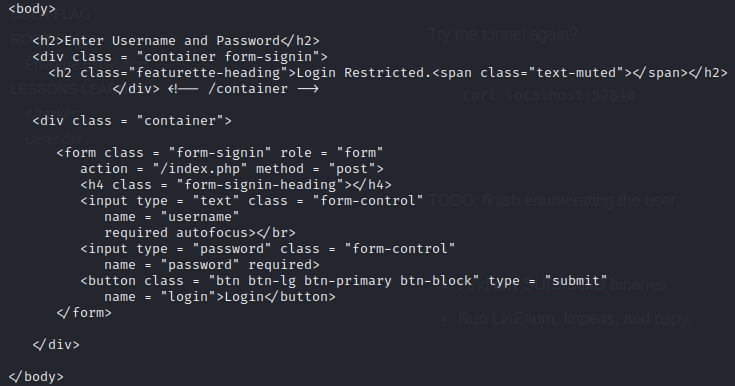 <body>
<h2>Enter Username and Password</h2>
<div class = "container form-signin">
<h2 class="featurette-heading">Login Restricted.<span class="text-muted"></span></h2>
</div> <!-- /container -->
<div class = "container">
<form class = "form-signin" role = "form"
action = "/index.php" method = "post">
<h4 class = "form-signin-heading"></h4>
<input type = "text" class = "form-control"
name = "username"
required autofocus></br>
<input type = "password" class = "form-control"
name = "password" required>
<button class = "btn btn-lg btn-primary btn-block" type = "submit"
name = "login">Login</button>
</form>
</div>
</body>
Try the tunnel again?
curl localhost:52846
TODO: finish enumerating the user.
binaries.
Run LinEnum, linpeas, and pspy.